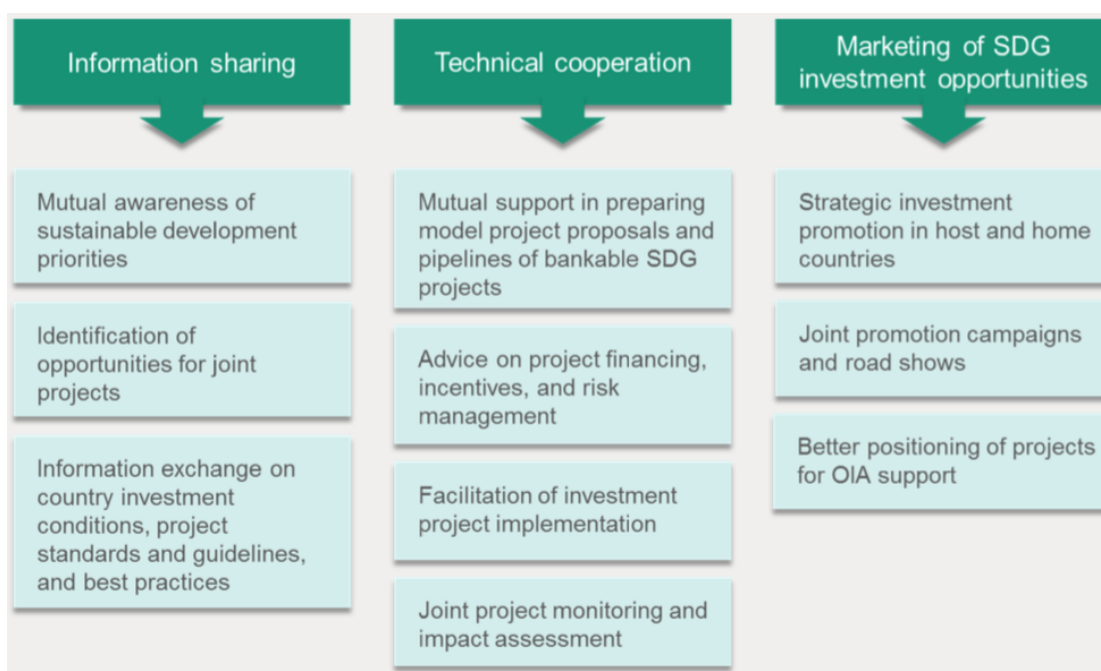 Information sharing
Mutual awareness of
sustainable development
priorities
Identification of
opportunities for joint
projects
Information exchange on
country investment
conditions, project
standards and guidelines,
and best practices
Technical cooperation
Mutual support in preparing
model project proposals and
pipelines of bankable SDG
projects
Advice on project financing,
incentives, and risk
management
Facilitation of investment
project implementation
Joint project monitoring and
impact assessment
Marketing of SDG
investment opportunities
Strategic investment
promotion in host and home
countries
Joint promotion campaigns
and road shows
Better positioning of projects
for OIA support